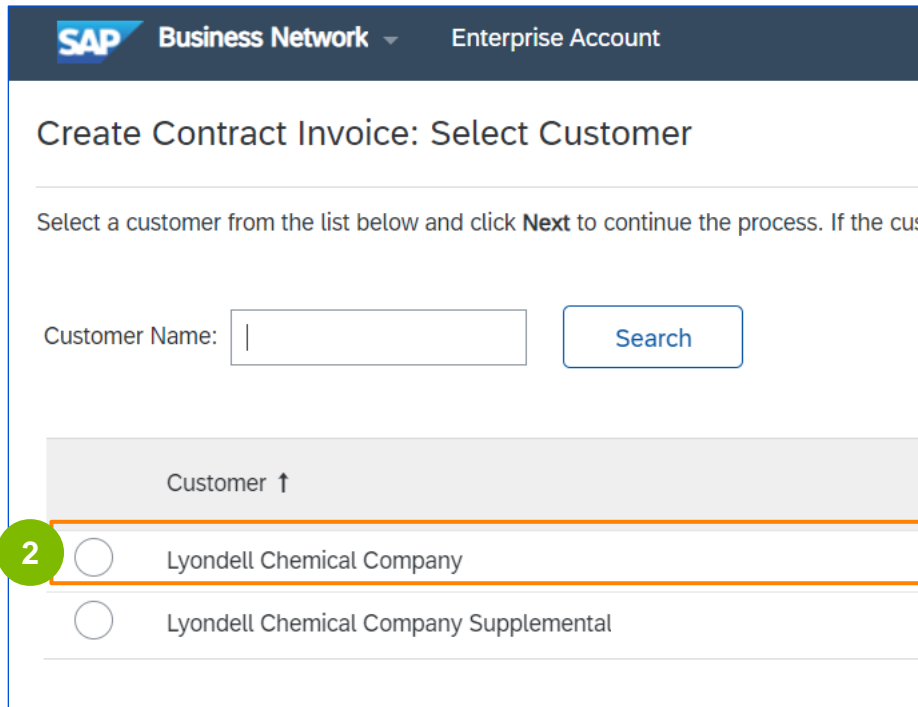 SAP Business Network Enterprise Account
Create Contract Invoice: Select Customer
Select a customer from the list below and click Next to continue the process. If the
Customer Name:
Search
Customer ↑
2
Lyondell Chemical Company
Lyondell Chemical Company Supplemental